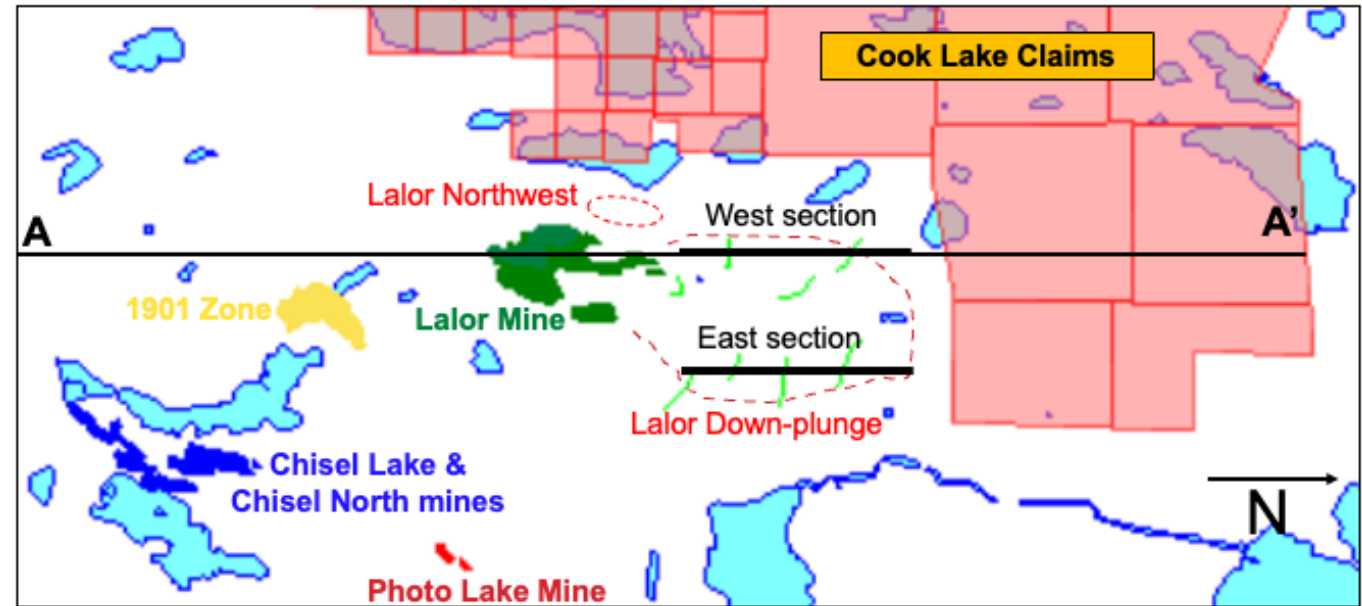 Cook Lake Claims
Lalor Northwest
West section
A
A’
1901 Zone
Lalor Mine
East section
Lalor Down-plunge
Chisel Lake &
Chisel North mines
N
Photo Lake Mine